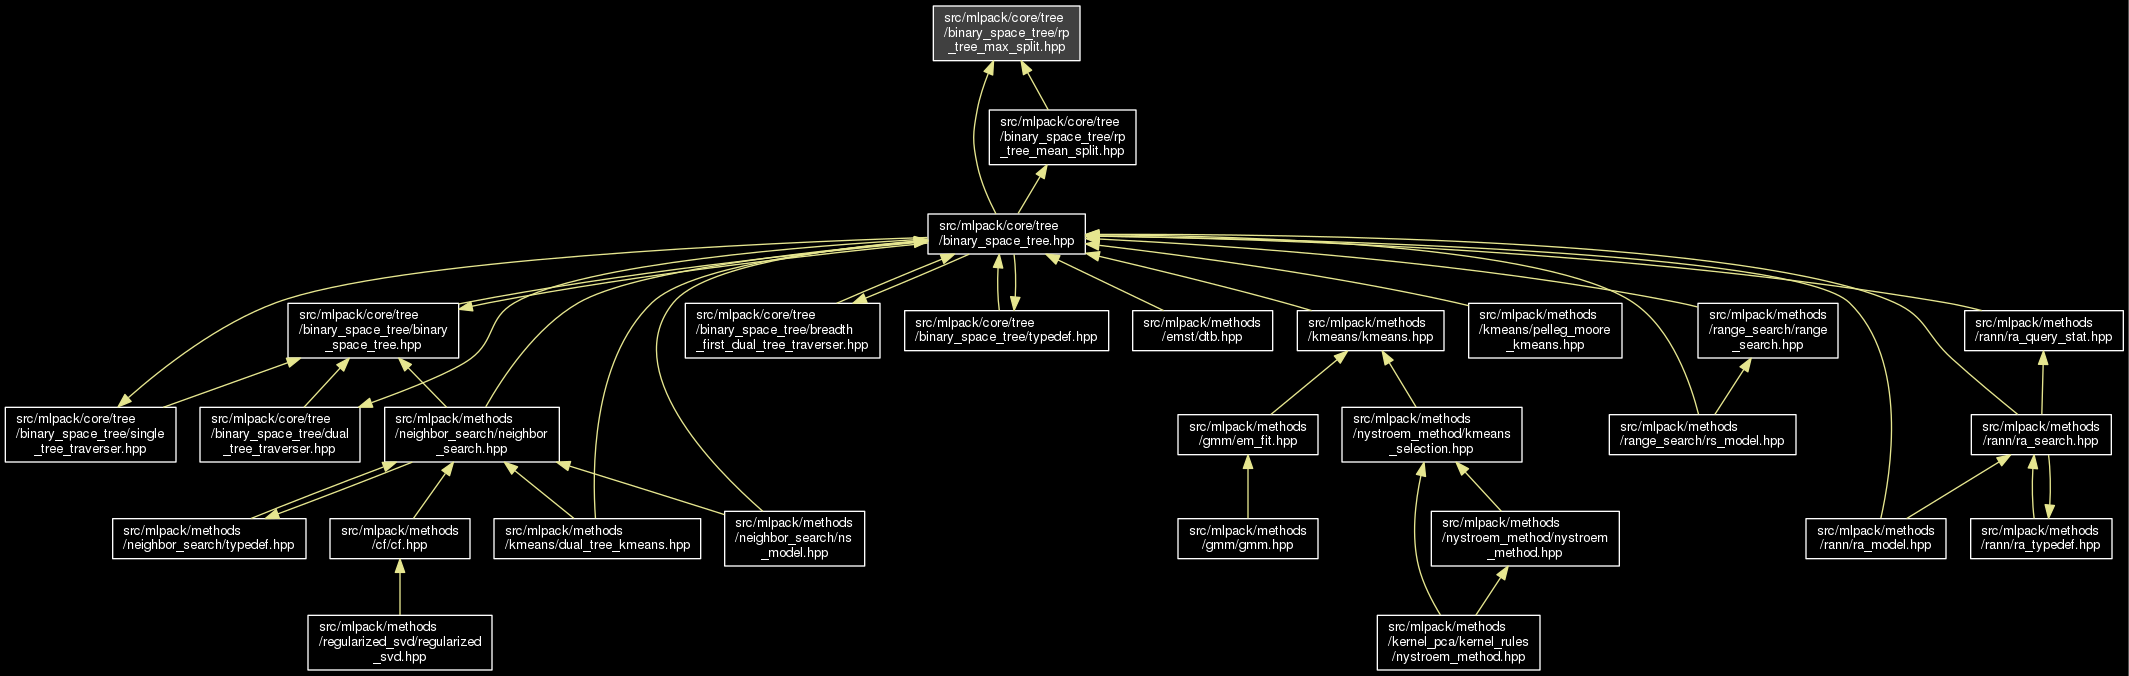 src/mlpack/core/tree
/binary_space_tree/rp
_tree_max_split.hpp
src/mlpack/core/tree
/binary_space_tree/rp
_tree_mean_split.hpp
src/mlpack/core/tree
/binary_space_tree.hpp
src/mlpack/core/tree
/binary_space_tree/binary
_space_tree.hpp
src/mlpack/core/tree
/binary_space_tree/breadth
_first_dual_tree_traverser.hpp
src/mlpack/core/tree
/binary_space_tree/typedef.hpp
src/mlpack/methods
/emst/dtb.hpp
src/mlpack/methods
/kmeans/kmeans.hpp
src/mlpack/methods
/kmeans/pelleg_moore
_kmeans.hpp
src/mlpack/methods
/range_search/range
_search.hpp
src/mlpack/methods
/rann/ra_query_stat.hpp
src/mlpack/core/tree
/binary_space_tree/single
_tree_traverser.hpp
src/mlpack/core/tree
/binary_space_tree/dual
_tree_traverser.hpp
src/mlpack/methods
/neighbor_search/neighbor
_search.hpp
src/mlpack/methods
/gmm/em_fit.hpp
src/mlpack/methods
/nystroem_method/kmeans
_selection.hpp
src/mlpack/methods
/range_search/rs_model.hpp
src/mlpack/methods
/rann/ra_search.hpp
src/mlpack/methods
/neighbor_search/typedef.hpp
src/mlpack/methods
/cf/cf.hpp
src/mlpack/methods
/kmeans/dual_tree_kmeans.hpp
src/mlpack/methods
/neighbor_search/ns
_model.hpp
src/mlpack/methods
/gmm/gmm.hpp
src/mlpack/methods
/nystroem_method/nystroem
_method.hpp
src/mlpack/methods
/rann/ra_model.hpp
src/mlpack/methods
/rann/ra_typedef.hpp
src/mlpack/methods
/regularized_svd/regularized
_svd.hpp
src/mlpack/methods
/kernel_pca/kernel_rules
/nystroem_method.hpp